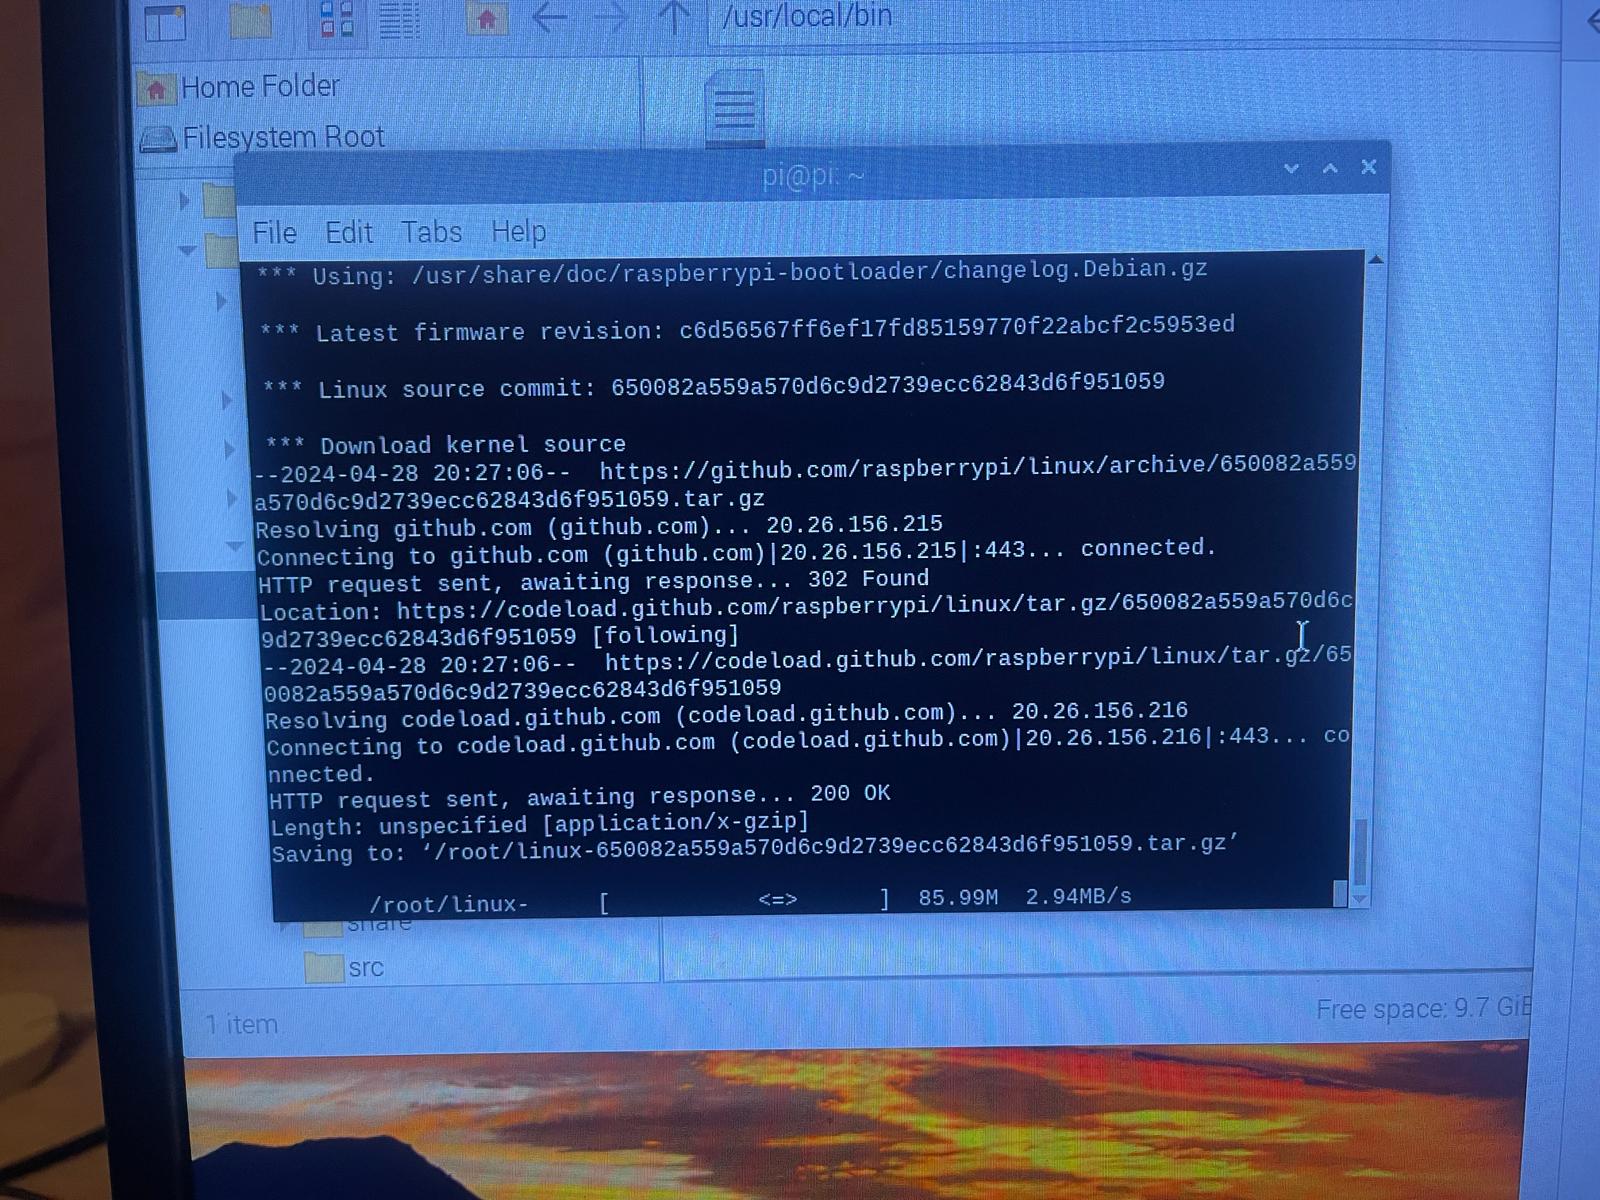 /usr/local/bin
Home Folder
Filesystem Root
pi@pi: ~
File Edit Tabs Help
*** Using: /usr/share/doc/raspberrypi-bootloader/changelog.Debian.gz
*** Latest firmware revision: c6d56567ff6ef17fd85159770f22abcf2c5953ed
*** Linux source commit: 650082a559a570d6c9d2739ecc62843d6f951059
*** Download kernel source
--2024-04-28 20:27:06-- https://github.com/raspberrypi/linux/archive/650082a559
a570d6c9d2739ecc62843d6f951059.tar.gz
Resolving github.com (github.com)... 20.26.156.215
Connecting to github.com (github.com)|20.26.156.215|:443... connected.
HTTP request sent, awaiting response... 302 Found
Location: https://codeload.github.com/raspberrypi/linux/tar.gz/650082a559a570d6c
9d2739ecc62843d6f951059 [following]
--2024-04-28 20:27:06-- https://codeload.github.com/raspberrypi/linux/tar.gz/65
0082a559a570d6c9d2739ecc62843d6f951059
Resolving codeload.github.com (codeload.github.com)... 20.26.156.216
Connecting to codeload.github.com (codeload.github.com)|20.26.156.216|:443... co
nnected.
HTTP request sent, awaiting response... 200 OK
Length: unspecified [application/x-gzip]
Saving to: ‘/root/linux-650082a559a570d6c9d2739ecc62843d6f951059.tar.gz’
/root/linux- [ <=> ] 85.99M 2.94MB/s
share
src
1 item
Free space: 9.7 GiB